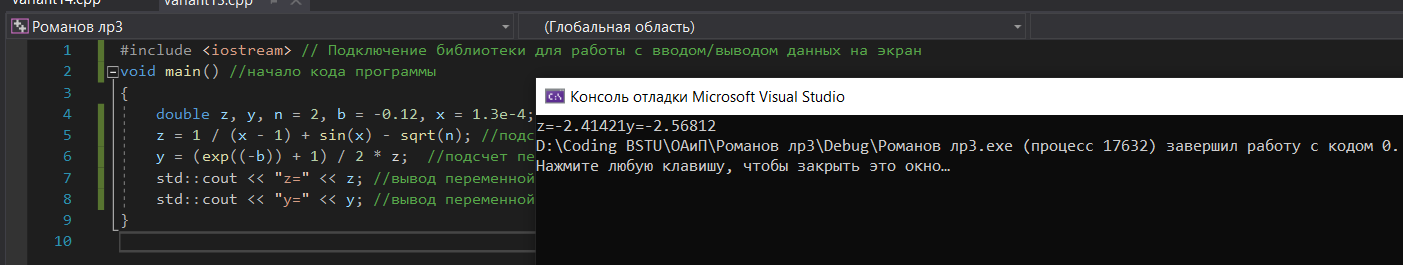 variant14.cpp variant15.cpp
Романов лр3 (Глобальная область)
1 #include <iostream> // Подключение библиотеки для работы с вводом/выводом данных на экран
2 void main() //начало кода программы
3 {
4 double z, y, n = 2, b = -0.12, x = 1.3e-4;
5 z = 1 / (x - 1) + sin(x) - sqrt(n); //подс
6 y = (exp((-b)) + 1) / 2 * z; //подсчет пе
7 std::cout << "z=" << z; //вывод переменной
8 std::cout << "y=" << y; //вывод переменной
9 }
10
Консоль отладки Microsoft Visual Studio
z=-2.41421y=-2.56812
D:\Coding BSTU\ОАиП\Романов лр3\Debug\Романов лр3.exe (процесс 17632) завершил работу с кодом 0.
Нажмите любую клавишу, чтобы закрыть это окно…